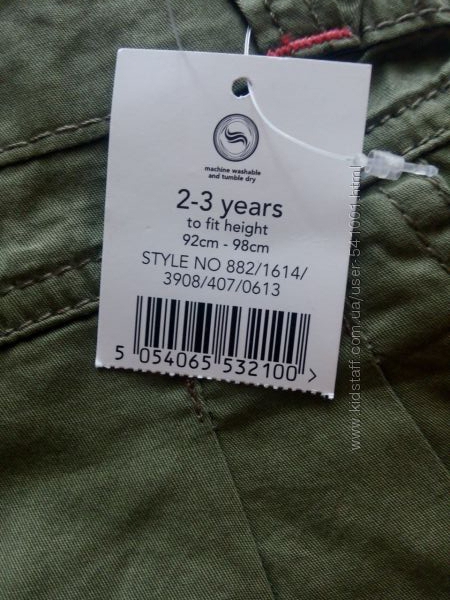 machine washable
and tumble dry
2-3 years
to fit height
92cm - 98cm
STYLE NO 882/1614/
3908/407/0613
5 054065 532100 >